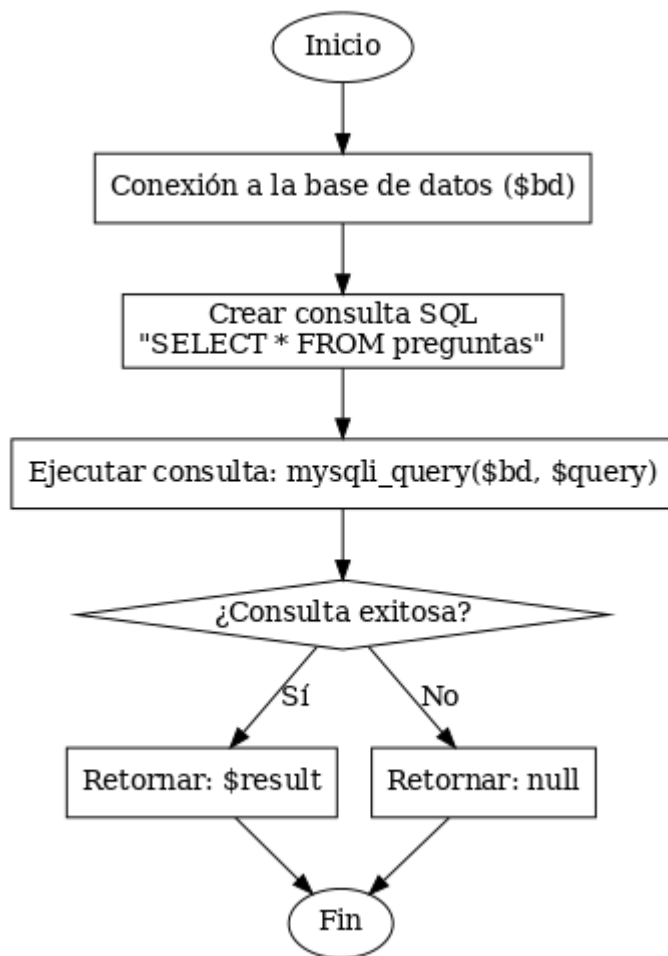 Inicio
Conexión a la base de datos ($bd)
Crear consulta SQL
"SELECT * FROM preguntas"
Ejecutar consulta: mysqli_query($bd, $query)
¿Consulta exitosa?
Sí
No
Retornar: $result
Retornar: null
Fin